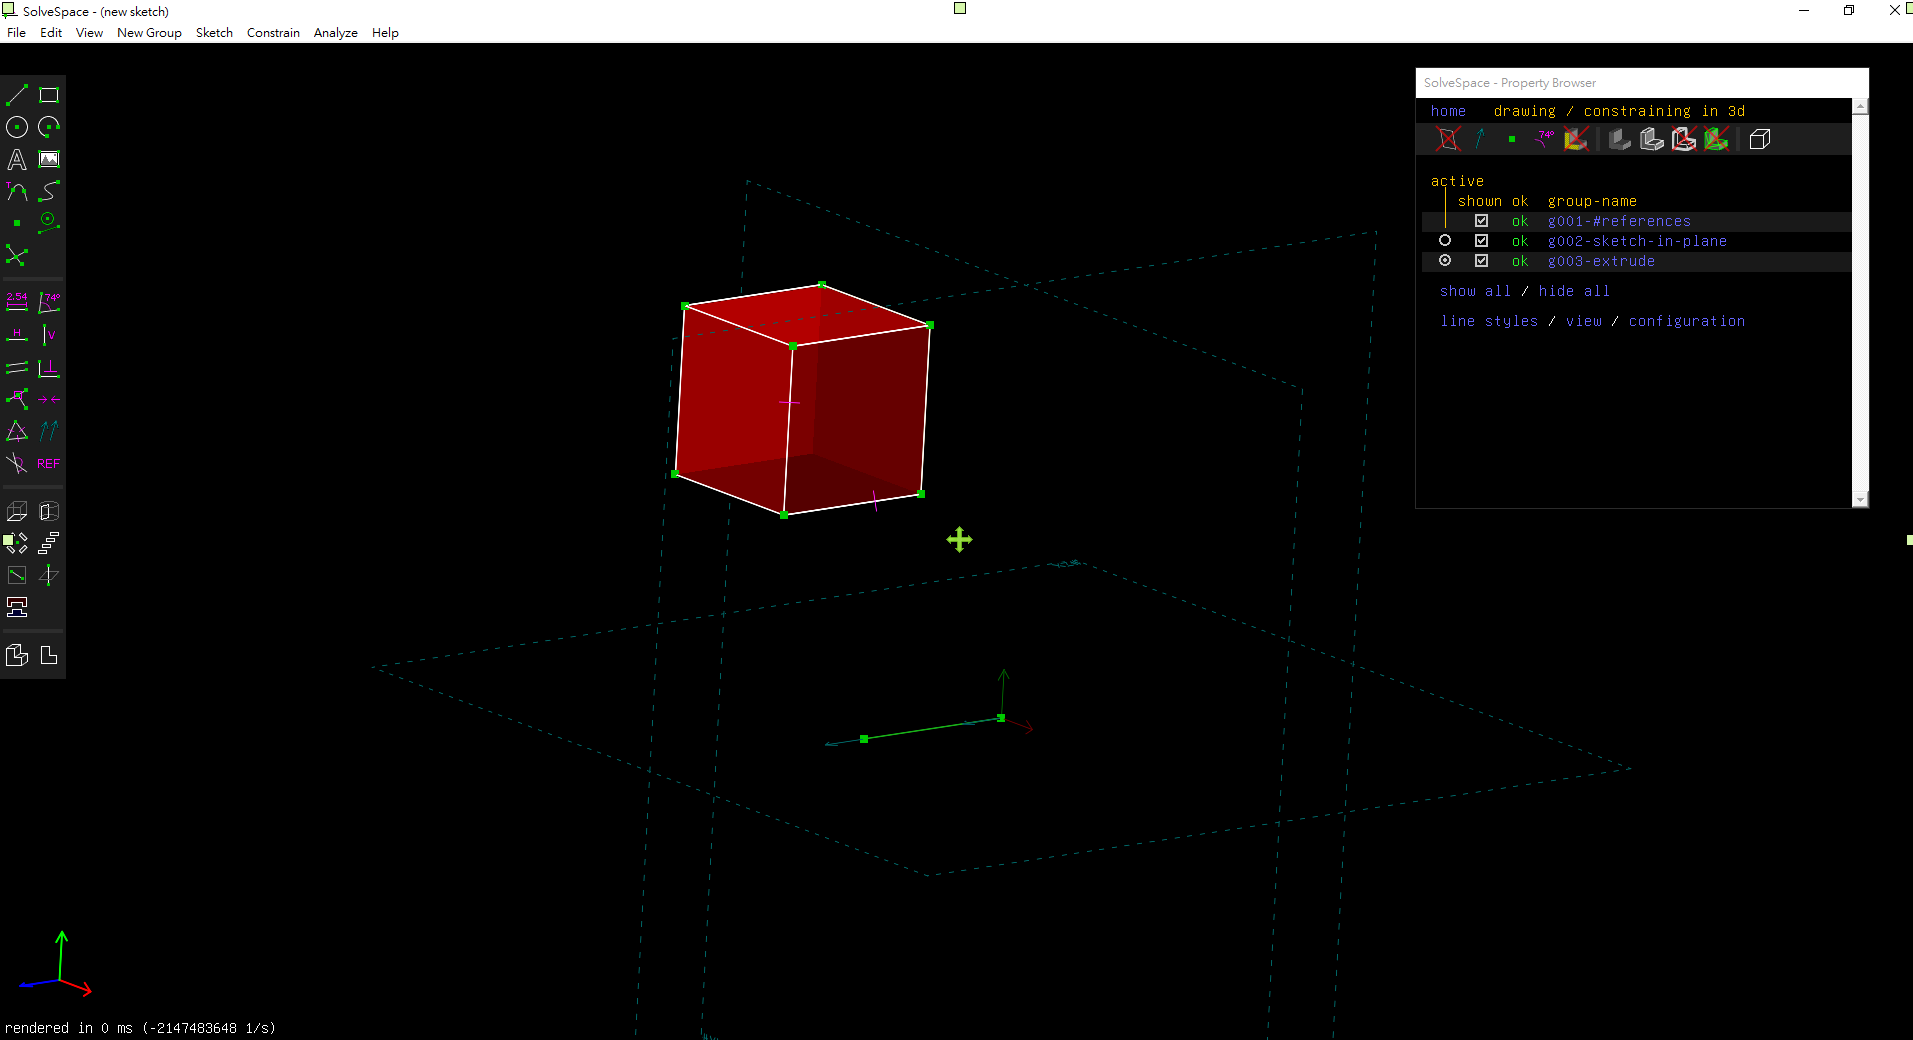 SolveSpace - (new sketch)
File Edit View New Group Sketch Constrain Analyze Help
SolveSpace - Property Browser
home drawing / constraining in 3d
74°
active
shown ok group-name
ok g001-#references
ok g002-sketch-in-plane
ok g003-extrude
show all / hide all
line styles / view / configuration
A
T
2.54 74°
H V
REF
rendered in 0 ms (-2147483648 1/s)